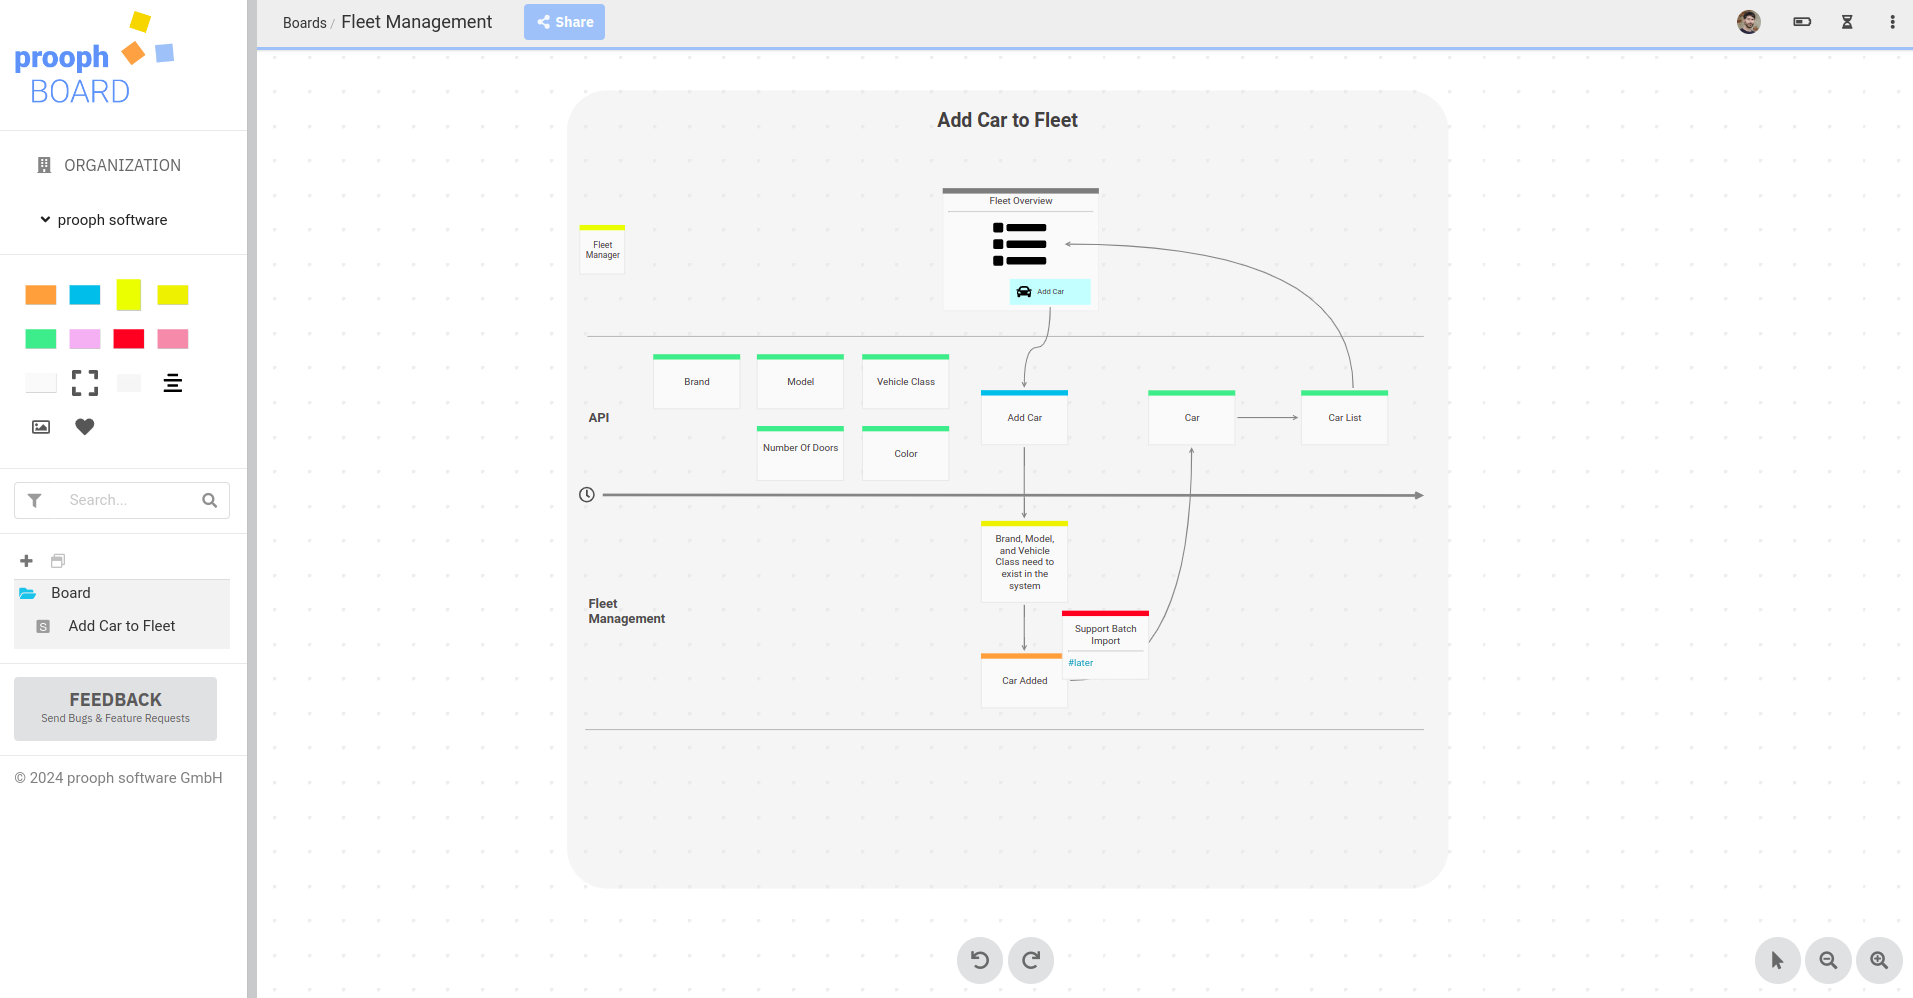 prooph
BOARD
ORGANIZATION
prooph software
Search...
Board
S
Add Car to Fleet
FEEDBACK
Send Bugs & Feature Requests
© 2024 prooph software GmbH
Boards / Fleet Management
Share
Add Car to Fleet
Fleet
Manager
Fleet Overview
Add Car
API
Brand
Model
Vehicle Class
Number Of Doors
Color
Add Car
Car
Car List
Fleet
Management
Brand, Model,
and Vehicle
Class need to
exist in the
system
Support Batch
Import
#later
Car Added